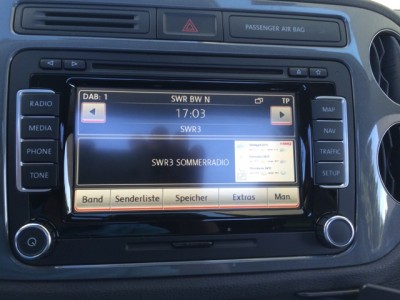 PASSENGER AIR BAG
DAB: 1 SWR BW N TP
17:03
SWR3
SWR3 SOMMERRADIO
Band Senderliste Speicher Extras Man.
RADIO
MEDIA
PHONE
TONE
MAP
NAV
TRAFFIC
SETUP